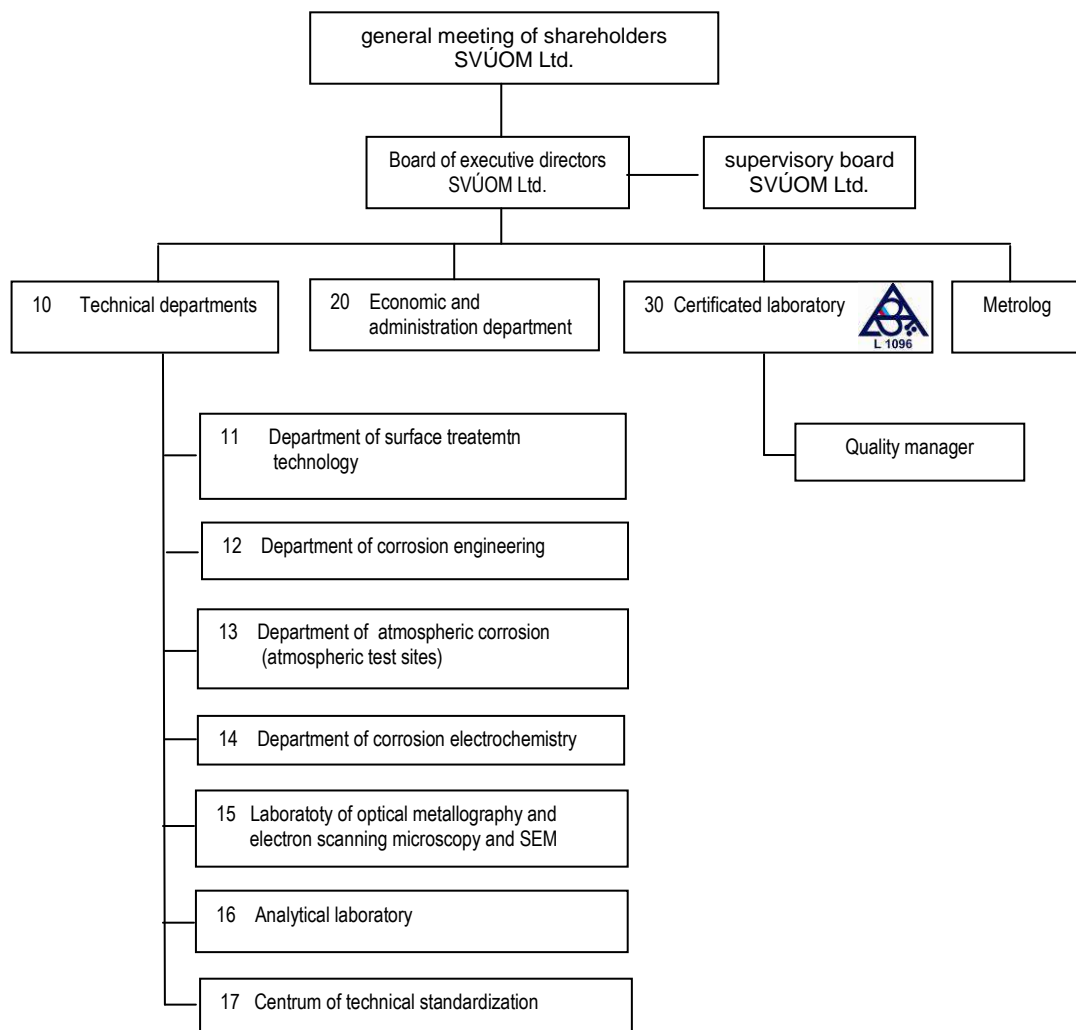 general meeting of shareholders
SVÚOM Ltd.
Board of executive directors
SVÚOM Ltd.
supervisory board
SVÚOM Ltd.
10 Technical departments
20 Economic and
administration department
30 Certificated laboratory
L 1096
Metrolog
11 Department of surface treatemtn
technology
Quality manager
12 Department of corrosion engineering
13 Department of atmospheric corrosion
(atmospheric test sites)
14 Department of corrosion electrochemistry
15 Laboratoty of optical metallography and
electron scanning microscopy and SEM
16 Analytical laboratory
17 Centrum of technical standardization